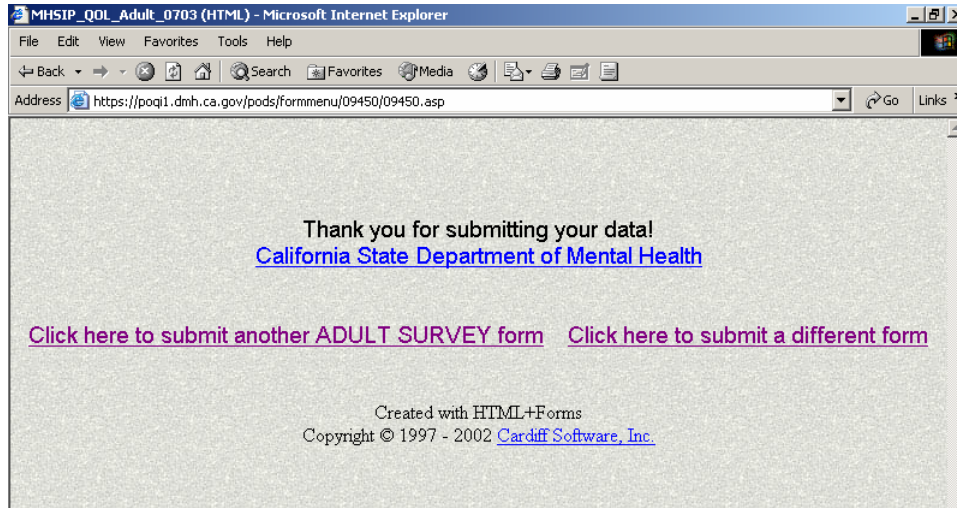 MHSIP_QOL_Adult_0703 (HTML) - Microsoft Internet Explorer
File Edit View Favorites Tools Help
Back Search Favorites Media
Address https://poqi1.dmh.ca.gov/pods/formmenu/09450/09450.asp Go Links
Thank you for submitting your data!
California State Department of Mental Health
Click here to submit another ADULT SURVEY form Click here to submit a different form
Created with HTML+Forms
Copyright © 1997 - 2002 Cardiff Software, Inc.